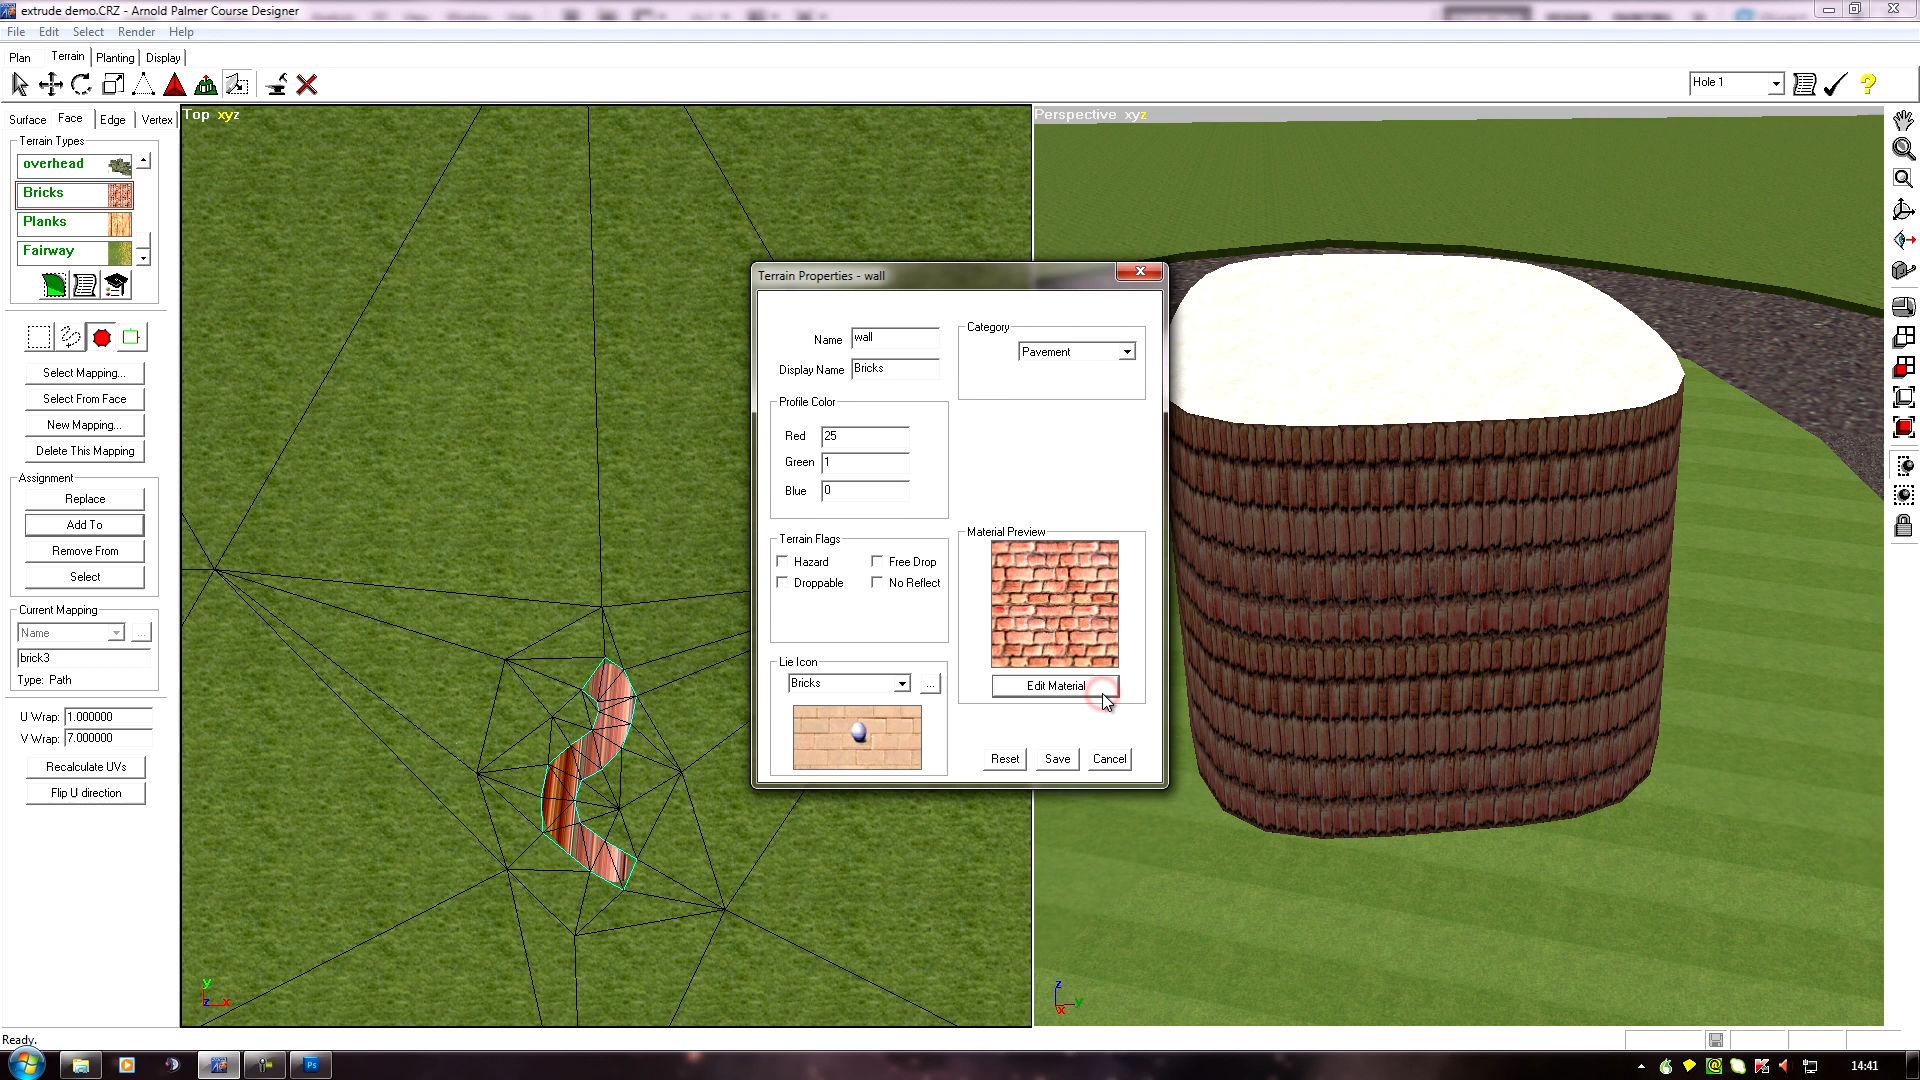 extrude demo.CRZ - Arnold Palmer Course Designer
File Edit Select Render Help
Plan Terrain Planting Display
Hole 1
Surface Face Edge Vertex
Terrain Types
overhead
Bricks
Planks
Fairway
Select Mapping...
Select From Face
New Mapping...
Delete This Mapping
Assignment
Replace
Add To
Remove From
Select
Current Mapping
Name ...
brick3
Type: Path
U Wrap: 1.000000
V Wrap: 7.000000
Recalculate UVs
Flip U direction
Top xyz
y
z x
Perspective xyz
z
y
x
Terrain Properties - wall
Name wall
Display Name Bricks
Category
Pavement
Profile Color
Red 25
Green 1
Blue 0
Terrain Flags
Hazard Free Drop
Droppable No Reflect
Lie Icon
Bricks ...
Material Preview
Edit Material
Reset Save Cancel
Ready.
Ps
14:41